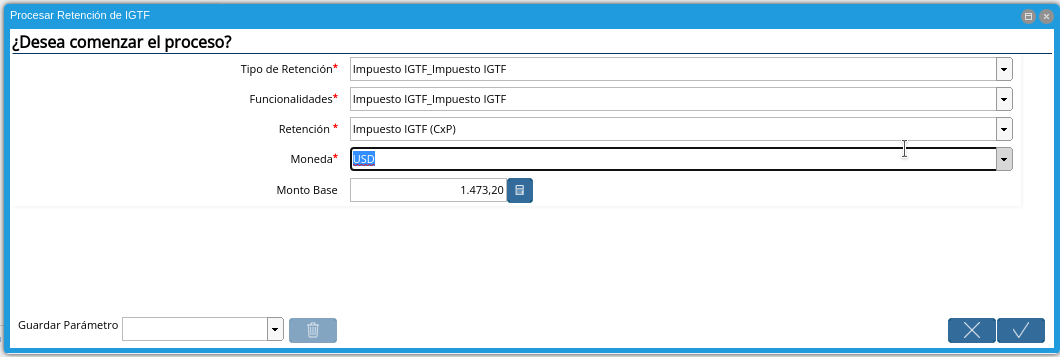 Procesar Retención de IGTF
¿Desea comenzar el proceso?
Tipo de Retención* Impuesto IGTF_Impuesto IGTF
Funcionalidades* Impuesto IGTF_Impuesto IGTF
Retención * Impuesto IGTF (CxP)
Moneda* USD
Monto Base 1.473,20
Guardar Parámetro